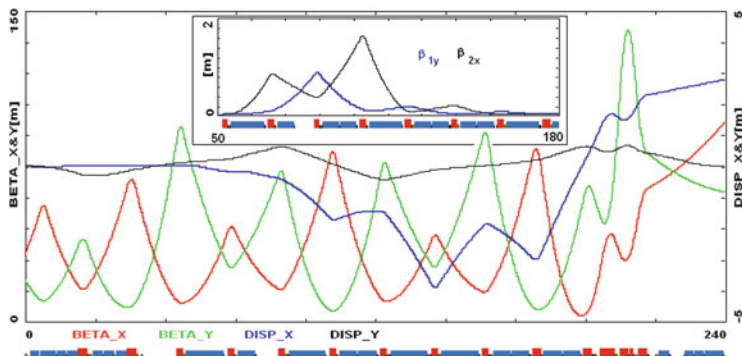 150
5
BETA_X&Y[m]
DISP_X&Y[m]
2
[m]
β1y β2x
0
50
180
0
-5
0
240
BETA_X BETA_Y DISP_X DISP_Y